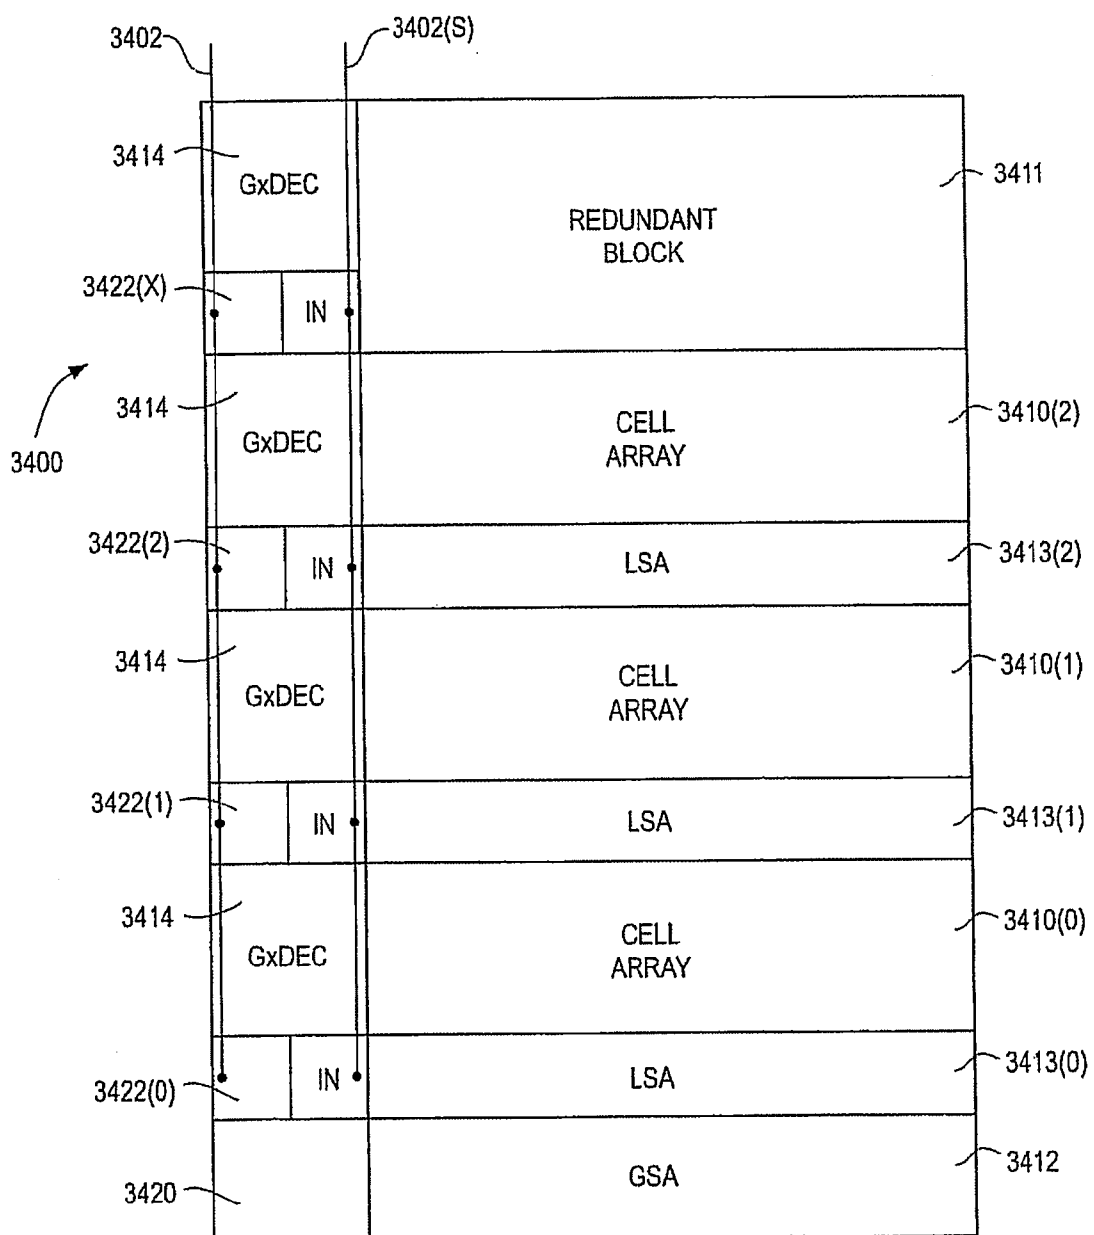 3402
3402(S)
3414
GxDEC
3411
REDUNDANT
BLOCK
3422(X)
IN
3400
3414
GxDEC
CELL
ARRAY
3410(2)
3422(2)
IN
LSA
3413(2)
3414
GxDEC
CELL
ARRAY
3410(1)
3422(1)
IN
LSA
3413(1)
3414
GxDEC
CELL
ARRAY
3410(0)
3422(0)
IN
LSA
3413(0)
3420
GSA
3412